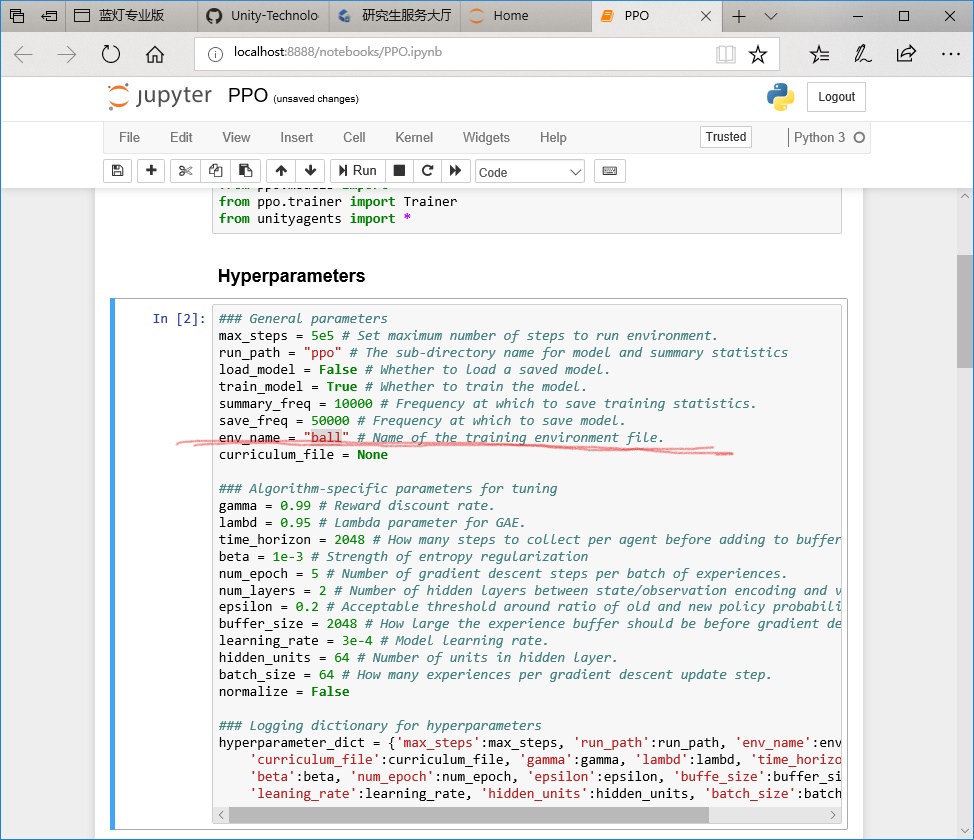 蓝灯专业版
Unity-Technolo
研究生服务大厅
Home
PPO
localhost:8888/notebooks/PPO.ipynb
jupyter PPO (unsaved changes)
Logout
File Edit View Insert Cell Kernel Widgets Help
Trusted
Python 3
Run
Code
from ppo.trainer import Trainer
from unityagents import *
Hyperparameters
In [2]:
### General parameters
max_steps = 5e5 # Set maximum number of steps to run environment.
run_path = "ppo" # The sub-directory name for model and summary statistics
load_model = False # Whether to load a saved model.
train_model = True # Whether to train the model.
summary_freq = 10000 # Frequency at which to save training statistics.
save_freq = 50000 # Frequency at which to save model.
env_name = "ball" # Name of the training environment file.
curriculum_file = None
### Algorithm-specific parameters for tuning
gamma = 0.99 # Reward discount rate.
lambd = 0.95 # Lambda parameter for GAE.
time_horizon = 2048 # How many steps to collect per agent before adding to buffer
beta = 1e-3 # Strength of entropy regularization
num_epoch = 5 # Number of gradient descent steps per batch of experiences.
num_layers = 2 # Number of hidden layers between state/observation encoding and v
epsilon = 0.2 # Acceptable threshold around ratio of old and new policy probabili
buffer_size = 2048 # How large the experience buffer should be before gradient de
learning_rate = 3e-4 # Model learning rate.
hidden_units = 64 # Number of units in hidden layer.
batch_size = 64 # How many experiences per gradient descent update step.
normalize = False
### Logging dictionary for hyperparameters
hyperparameter_dict = {'max_steps':max_steps, 'run_path':run_path, 'env_name':env
'curriculum_file':curriculum_file, 'gamma':gamma, 'lambd':lambd, 'time_horizo
'beta':beta, 'num_epoch':num_epoch, 'epsilon':epsilon, 'buffe_size':buffer_si
'leaning_rate':learning_rate, 'hidden_units':hidden_units, 'batch_size':batch